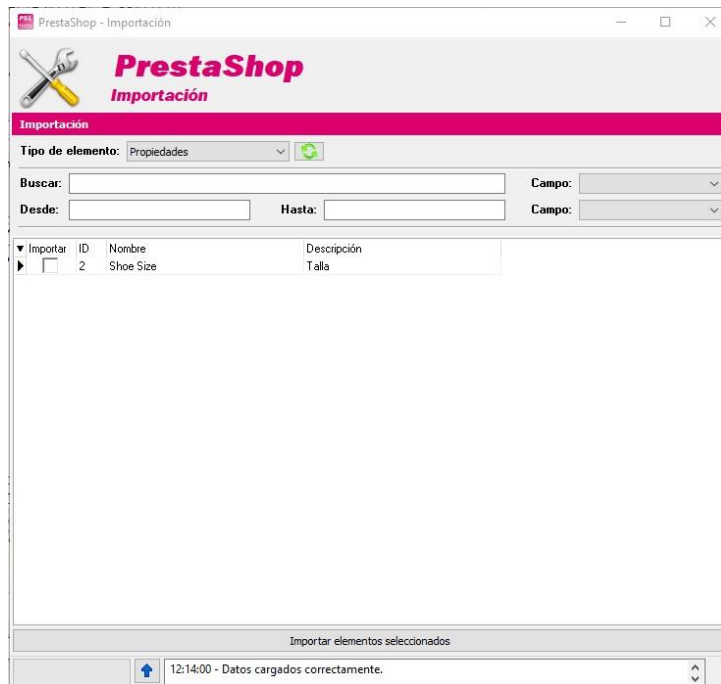 PSL PrestaShop - Importación
PrestaShop
Importación
Importación
Tipo de elemento: Propiedades
Buscar: Campo:
Desde: Hasta: Campo:
Importar ID Nombre Descripción
2 Shoe Size Talla
Importar elementos seleccionados
12:14:00 - Datos cargados correctamente.